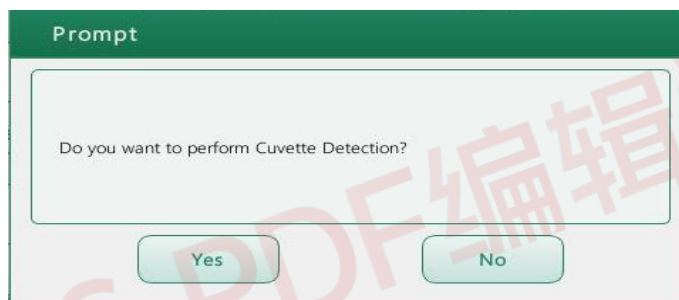 Prompt
Do you want to perform Cuvette Detection?
Yes
No
S PDF编辑